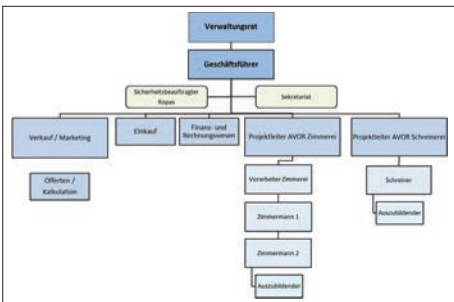 Verwaltungsrat
Geschäftsführer
Sicherheitsbeauftragter
Kopas
Sekretariat
Verkauf / Marketing
Einkauf
Finanz- und
Rechnungswesen
Projektleiter AVOR Zimmerei
Projektleiter AVOR Schreinerei
Offerten /
Kalkulation
Vorarbeiter Zimmerei
Schreiner
Zimmermann 1
Auszubildender
Zimmermann 2
Auszubildender